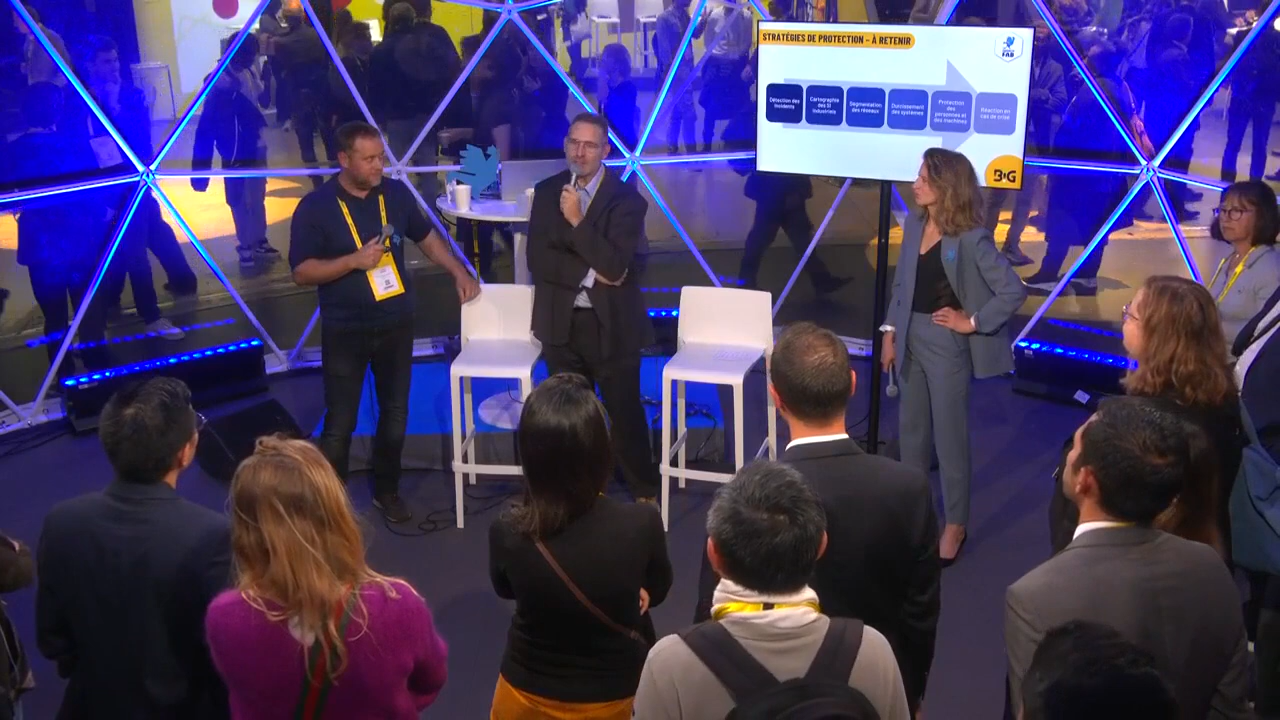 STRATÉGIES DE PROTECTION – À RETENIR
FAB
Détection des
incidents
Cartographie
des SI
industriels
Segmentation
des réseaux
Durcissement
des systèmes
Protection
des
personnes et
des machines
Réaction en
cas de crise